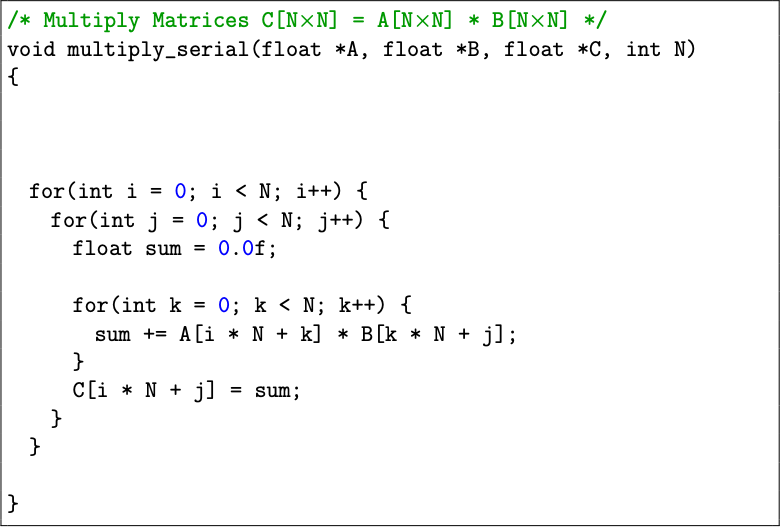 /* Multiply Matrices C[N×N] = A[N×N] * B[N×N] */
void multiply_serial(float *A, float *B, float *C, int N)
{
for(int i = 0; i < N; i++) {
for(int j = 0; j < N; j++) {
float sum = 0.0f;
for(int k = 0; k < N; k++) {
sum += A[i * N + k] * B[k * N + j];
}
C[i * N + j] = sum;
}
}
}